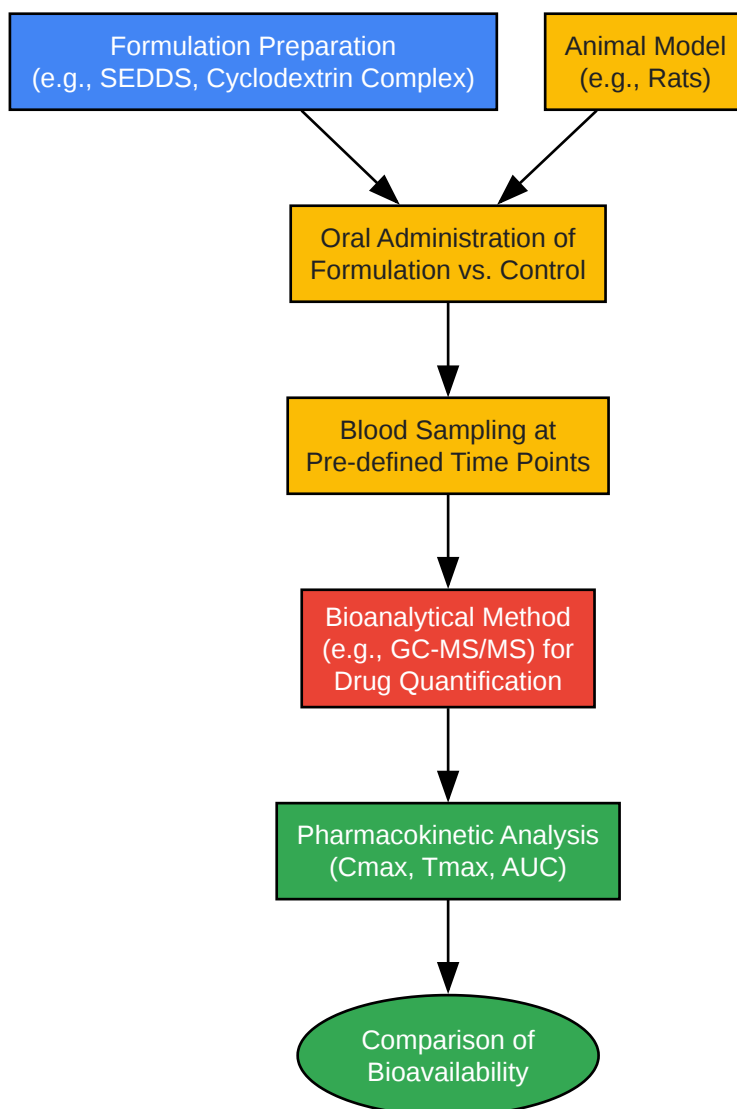 Formulation Preparation
(e.g., SEDDS, Cyclodextrin Complex)
Animal Model
(e.g., Rats)
Oral Administration of
Formulation vs. Control
Blood Sampling at
Pre-defined Time Points
Bioanalytical Method
(e.g., GC-MS/MS) for
Drug Quantification
Pharmacokinetic Analysis
(Cmax, Tmax, AUC)
Comparison of
Bioavailability